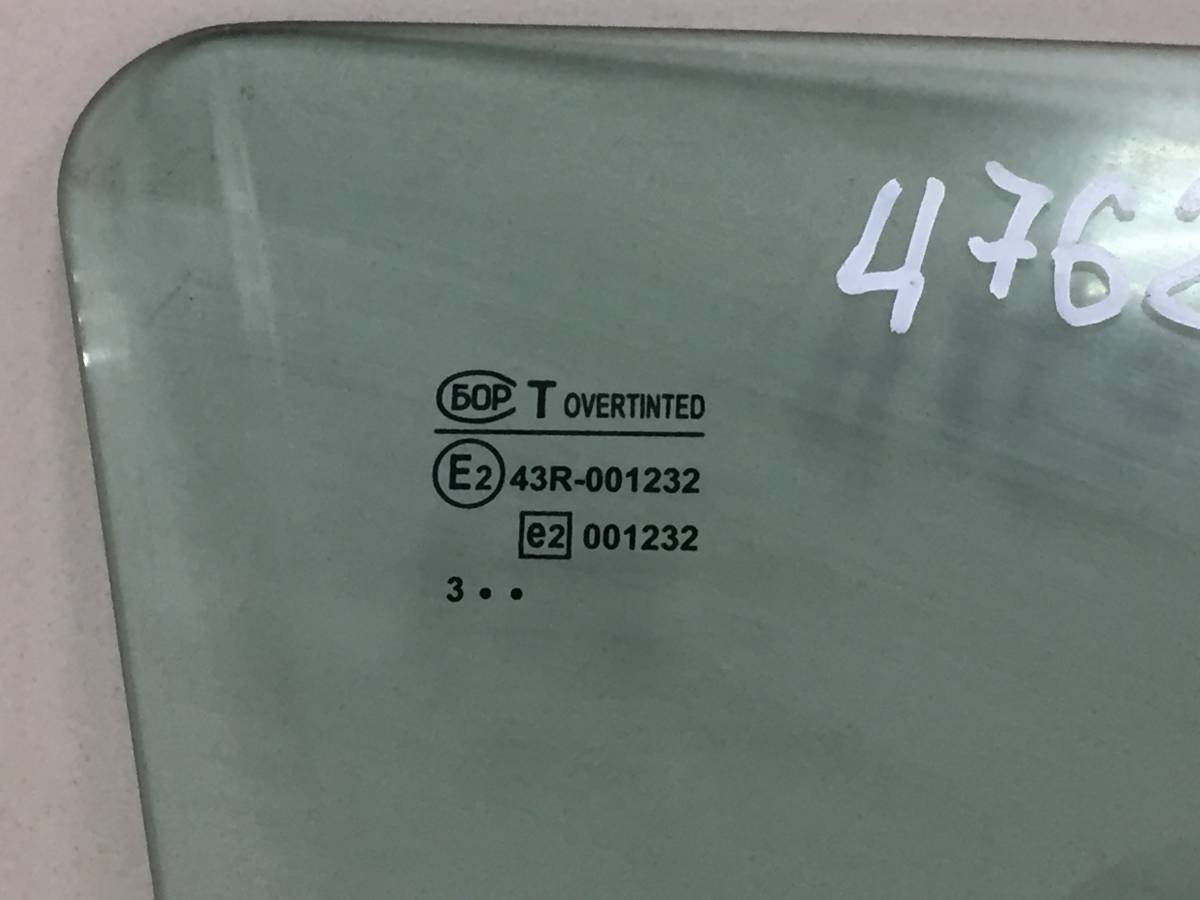 4762
БОР T OVERTINTED
E2 43R-001232
e2 001232
3 • •